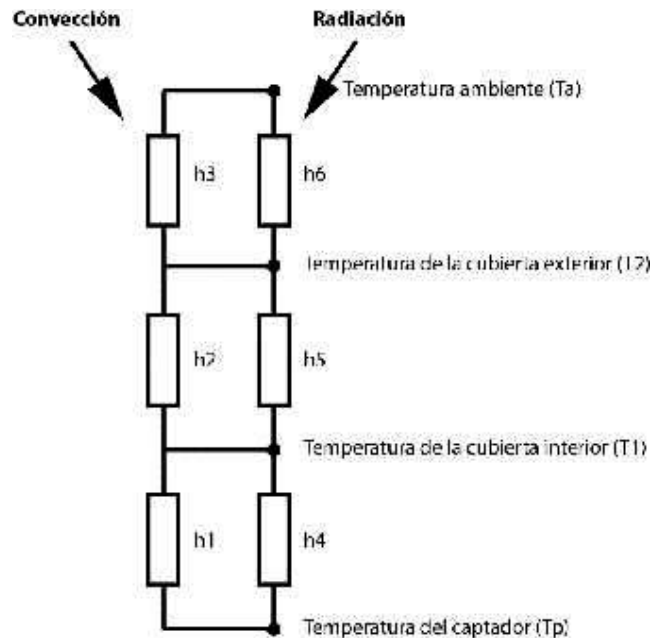 Convección
Radiación
Temperatura ambiente (Ta)
h3
h6
Temperatura de la cubierta exterior (T2)
h2
h5
Temperatura de la cubierta interior (T1)
h1
h4
Temperatura del captador (Tp)